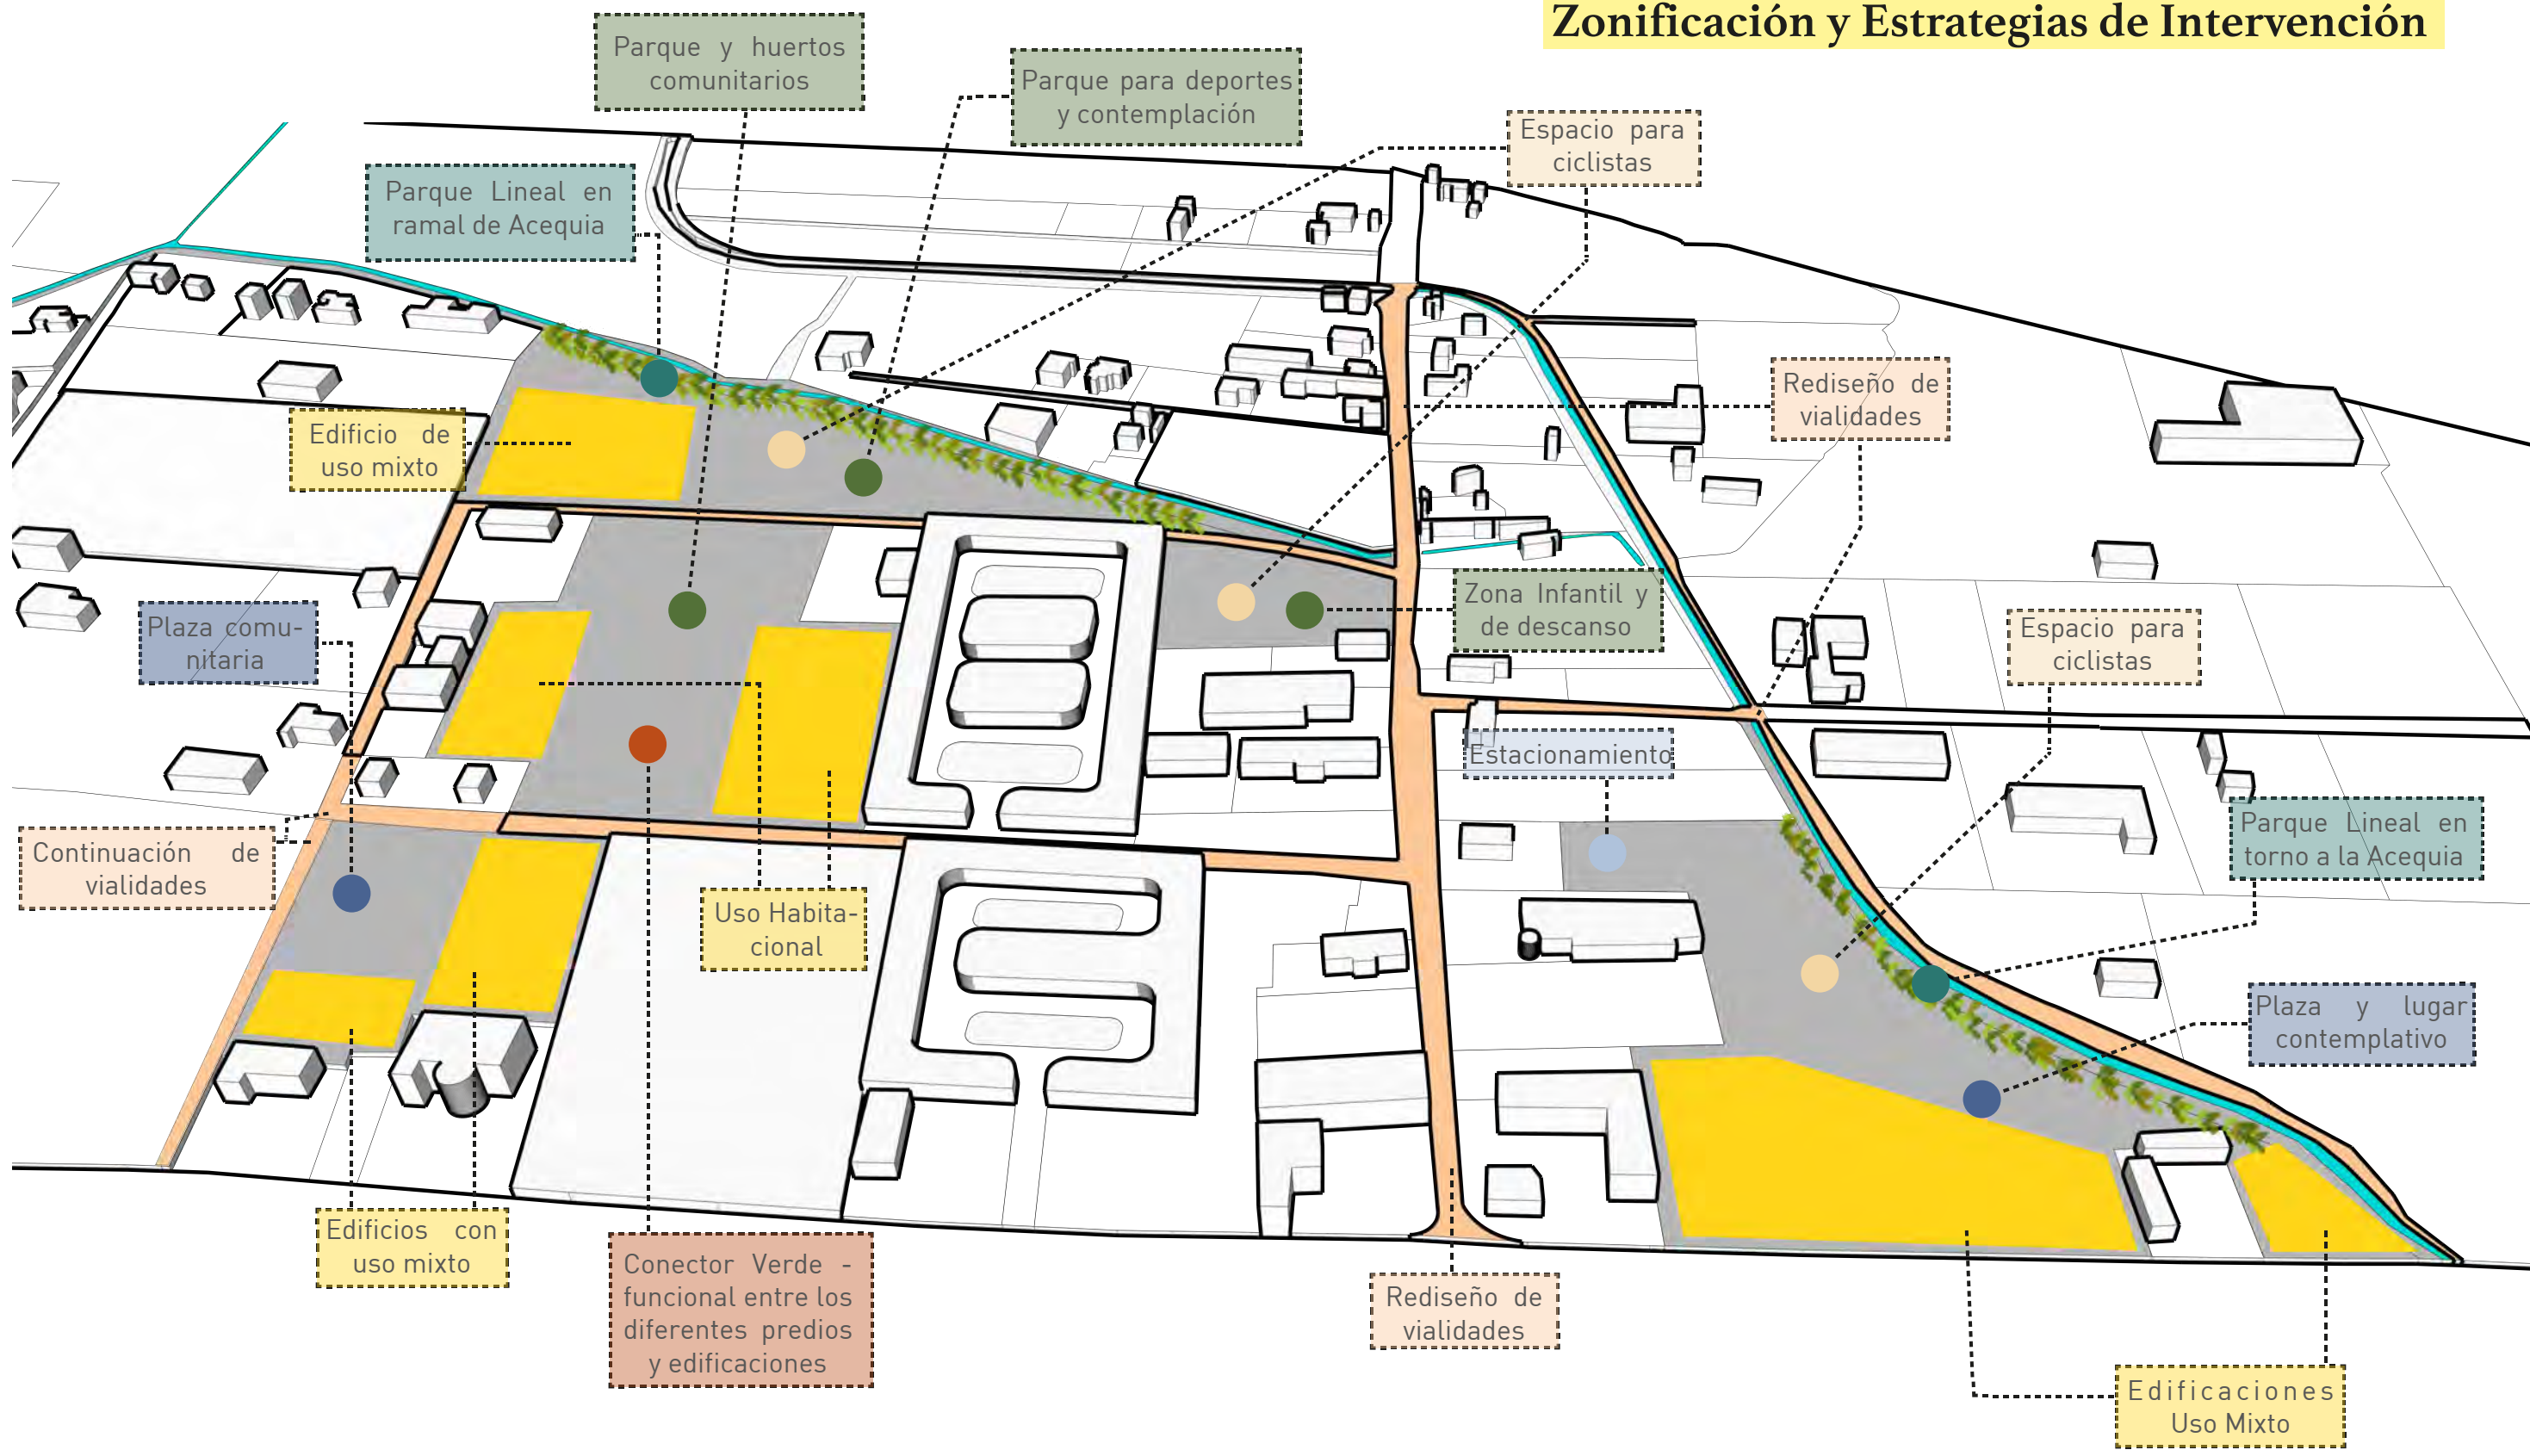 Zonificación y Estrategias de Intervención
Parque y huertos
comunitarios
Parque para deportes
y contemplación
Espacio para
ciclistas
Parque Lineal en
ramal de Acequia
Rediseño de
vialidades
Edificio de
uso mixto
Zona Infantil y
de descanso
Plaza comu-
nitaria
Espacio para
ciclistas
Estacionamiento
Parque Lineal en
torno a la Acequia
Continuación de
vialidades
Uso Habita-
cional
Plaza y lugar
contemplativo
Edificios con
uso mixto
Conector Verde -
funcional entre los
diferentes predios
y edificaciones
Rediseño de
vialidades
Edificaciones
Uso Mixto